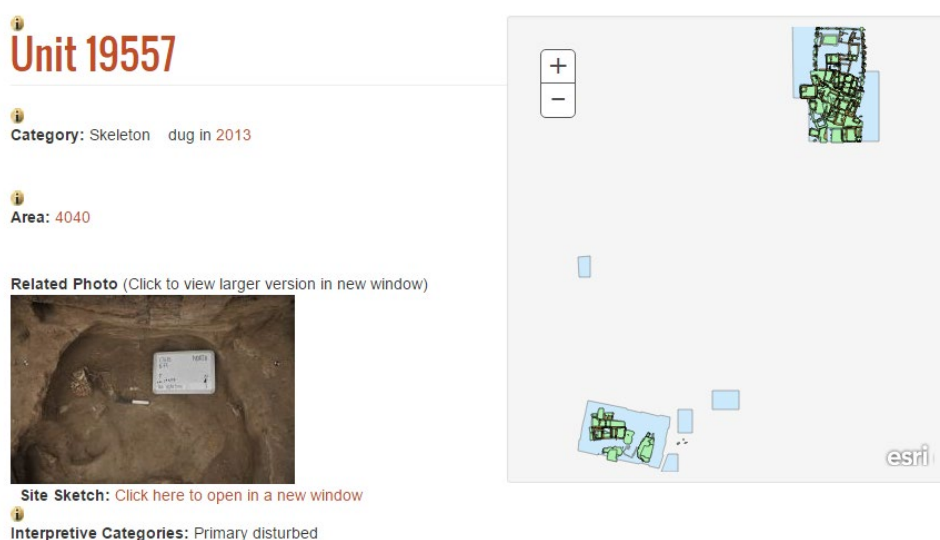 Unit 19557
Category: Skeleton dug in 2013
Area: 4040
Related Photo (Click to view larger version in new window)
NORTH
Site Sketch: Click here to open in a new window
Interpretive Categories: Primary disturbed
+
−
esri